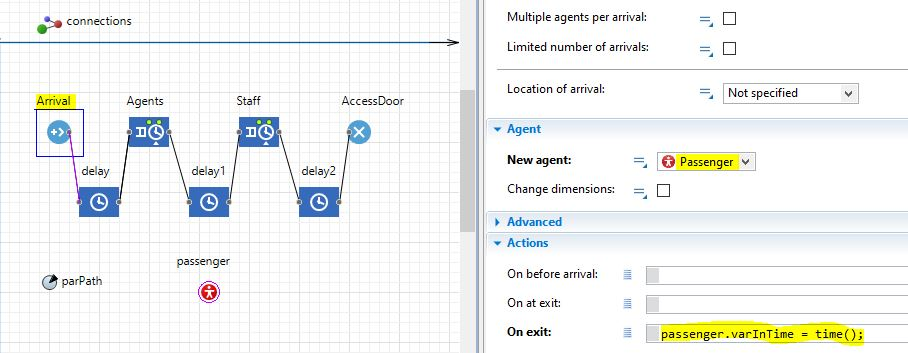 connections
Arrival
Agents
Staff
AccessDoor
delay
delay1
delay2
passenger
parPath
Multiple agents per arrival:
Limited number of arrivals:
Location of arrival: Not specified
Agent
New agent: Passenger
Change dimensions:
Advanced
Actions
On before arrival:
On at exit:
On exit: passenger.varInTime = time();